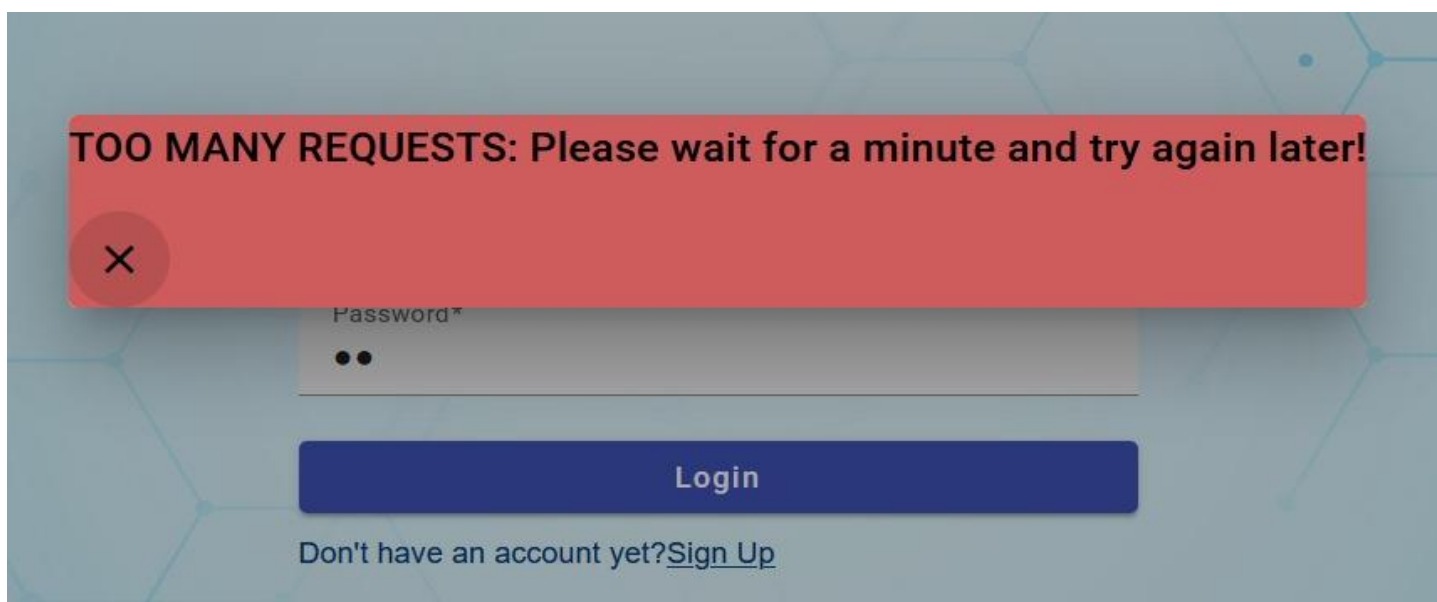 TOO MANY REQUESTS: Please wait for a minute and try again later!
Password*
Login
Don't have an account yet?Sign Up